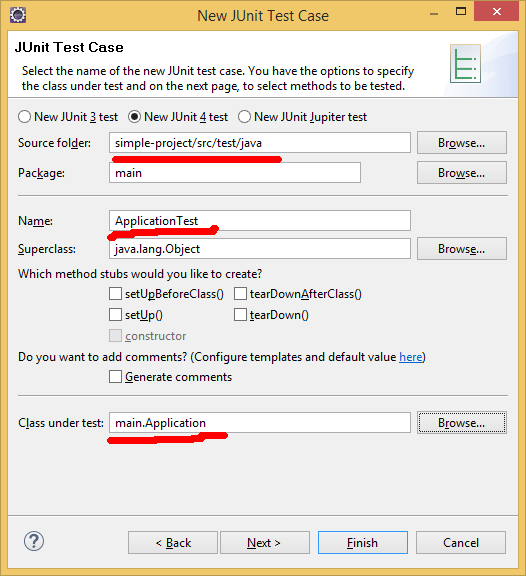 New JUnit Test Case
JUnit Test Case
Select the name of the new JUnit test case. You have the options to specify
the class under test and on the next page, to select methods to be tested.
New JUnit 3 test New JUnit 4 test New JUnit Jupiter test
Source folder: simple-project/src/test/java Browse...
Package: main Browse...
Name: ApplicationTest
Superclass: java.lang.Object Browse...
Which method stubs would you like to create?
setUpBeforeClass() tearDownAfterClass()
setUp() tearDown()
constructor
Do you want to add comments? (Configure templates and default value here)
Generate comments
Class under test: main.Application Browse...
? < Back Next > Finish Cancel